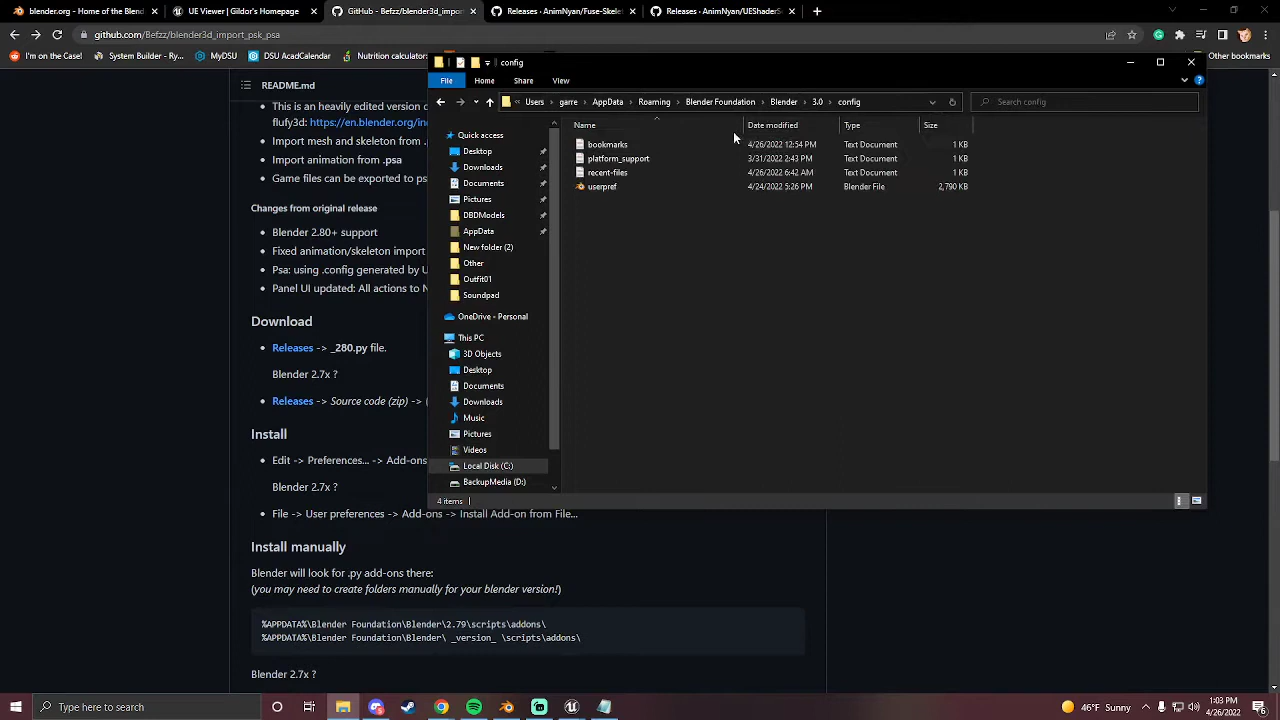 blender.org - Home of the Blend
UE Viewer | Gildor's Homepage
GitHub - Befzz/blender3d_import
Releases · AnimNyan/Fuse-Skelet
Releases · AnimNyan/UEShaderS
github.com/Befzz/blender3d_import_psk_psa
I'm on the Case!
System Builder - Ry...
MyDSU
DSU AcadCalendar
Nutrition calculator...
Other bookmarks
README.md
This is an heavily edited version o
fluffy3d: https://en.blender.org/ind
Import mesh and skeleton from .
Import animation from .psa
Game files can be exported to ps
Changes from original release
Blender 2.80+ support
Fixed animation/skeleton import
Psa: using .config generated by U
Panel UI updated: All actions to N
Download
Releases -> _280.py file.
Blender 2.7x ?
Releases -> Source code (zip) -> (
Install
Edit -> Preferences... -> Add-ons
Blender 2.7x ?
File -> User preferences -> Add-ons -> Install Add-on from File...
Install manually
Blender will look for .py add-ons there:
(you may need to create folders manually for your blender version!)
%APPDATA%\Blender Foundation\Blender\2.79\scripts\addons\
%APPDATA%\Blender Foundation\Blender\ _version_ \scripts\addons\
Blender 2.7x ?
config
File Home Share View
Users garre AppData Roaming Blender Foundation Blender 3.0 config
Search config
Name Date modified Type Size
bookmarks 4/26/2022 12:54 PM Text Document 1 KB
platform_support 3/31/2022 2:43 PM Text Document 1 KB
recent-files 4/26/2022 6:42 AM Text Document 1 KB
userpref 4/24/2022 5:26 PM Blender File 2,790 KB
Quick access
Desktop
Downloads
Documents
Pictures
DBDModels
AppData
New folder (2)
Other
Outfit01
Soundpad
OneDrive - Personal
This PC
3D Objects
Desktop
Documents
Downloads
Music
Pictures
Videos
Local Disk (C:)
BackupMedia (D:)
4 items
Type here to search
46°F Sunny
1:03 PM
4/26/2022